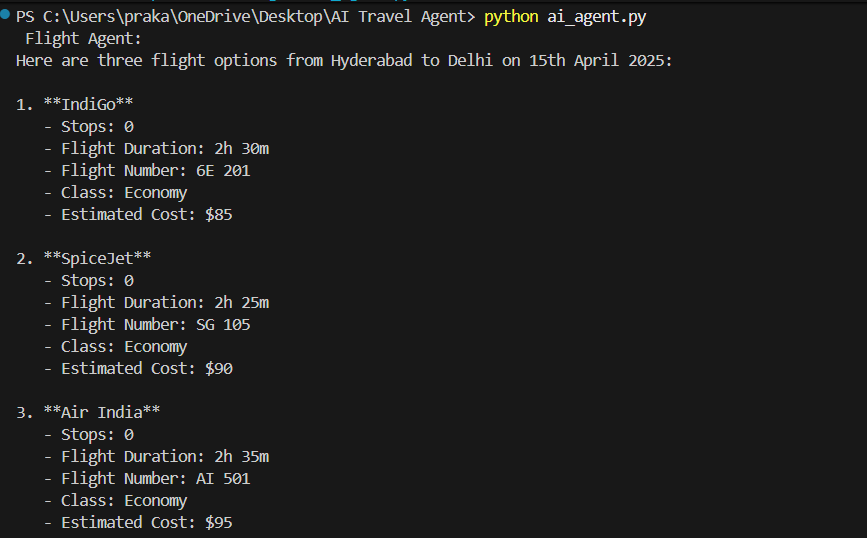 PS C:\Users\praka\OneDrive\Desktop\AI Travel Agent> python ai_agent.py
Flight Agent:
Here are three flight options from Hyderabad to Delhi on 15th April 2025:
1. **IndiGo**
- Stops: 0
- Flight Duration: 2h 30m
- Flight Number: 6E 201
- Class: Economy
- Estimated Cost: $85
2. **SpiceJet**
- Stops: 0
- Flight Duration: 2h 25m
- Flight Number: SG 105
- Class: Economy
- Estimated Cost: $90
3. **Air India**
- Stops: 0
- Flight Duration: 2h 35m
- Flight Number: AI 501
- Class: Economy
- Estimated Cost: $95